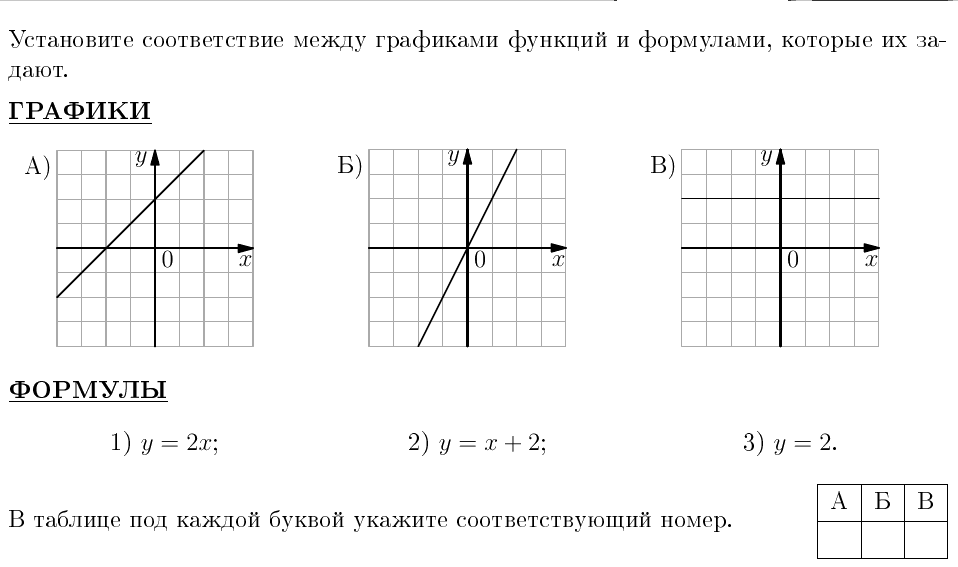 Установите соответствие между графиками функций и формулами, которые их за-
дают.
ГРАФИКИ
А) y 0 x Б) y 0 x В) y 0 x
ФОРМУЛЫ
1) y = 2x; 2) y = x + 2; 3) y = 2.
В таблице под каждой буквой укажите соответствующий номер.
А Б В